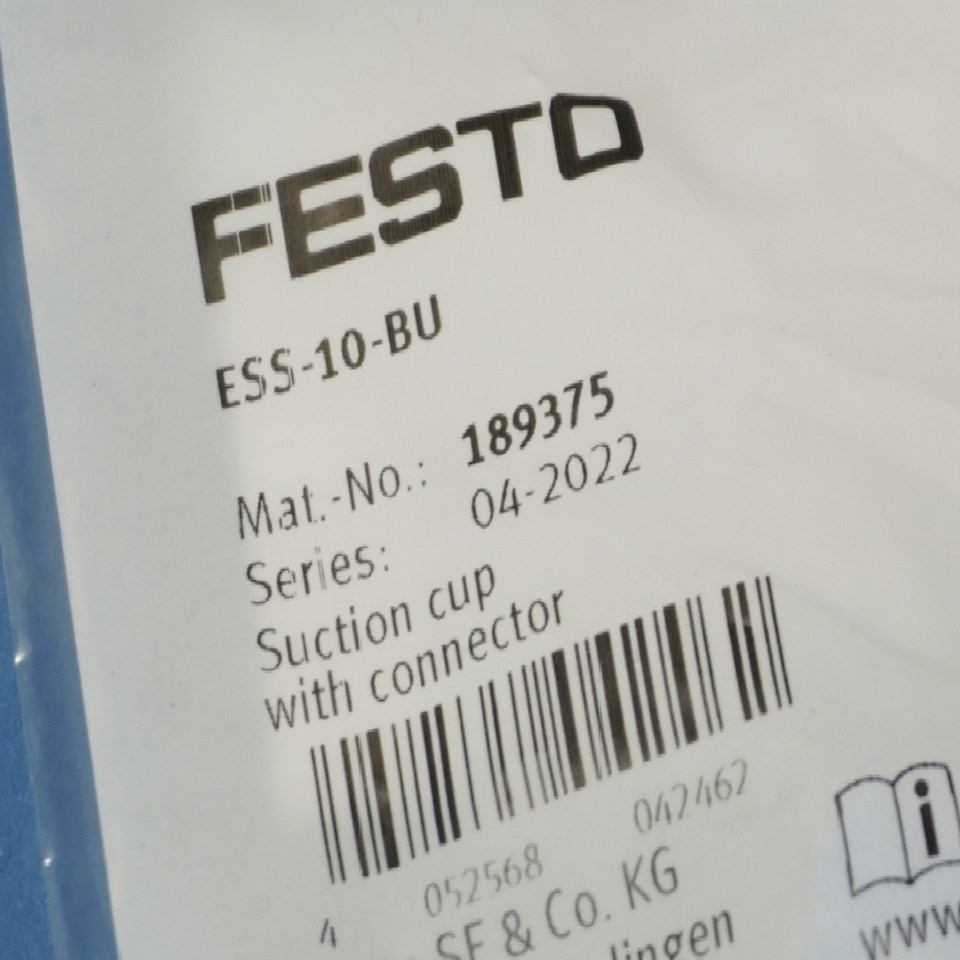 FESTO
ESS-10-BU
Mat.-No.: 189375
Series: 04-2022
Suction cup
with connector
4 052568 042462
SE & Co. KG
lingen
i
www